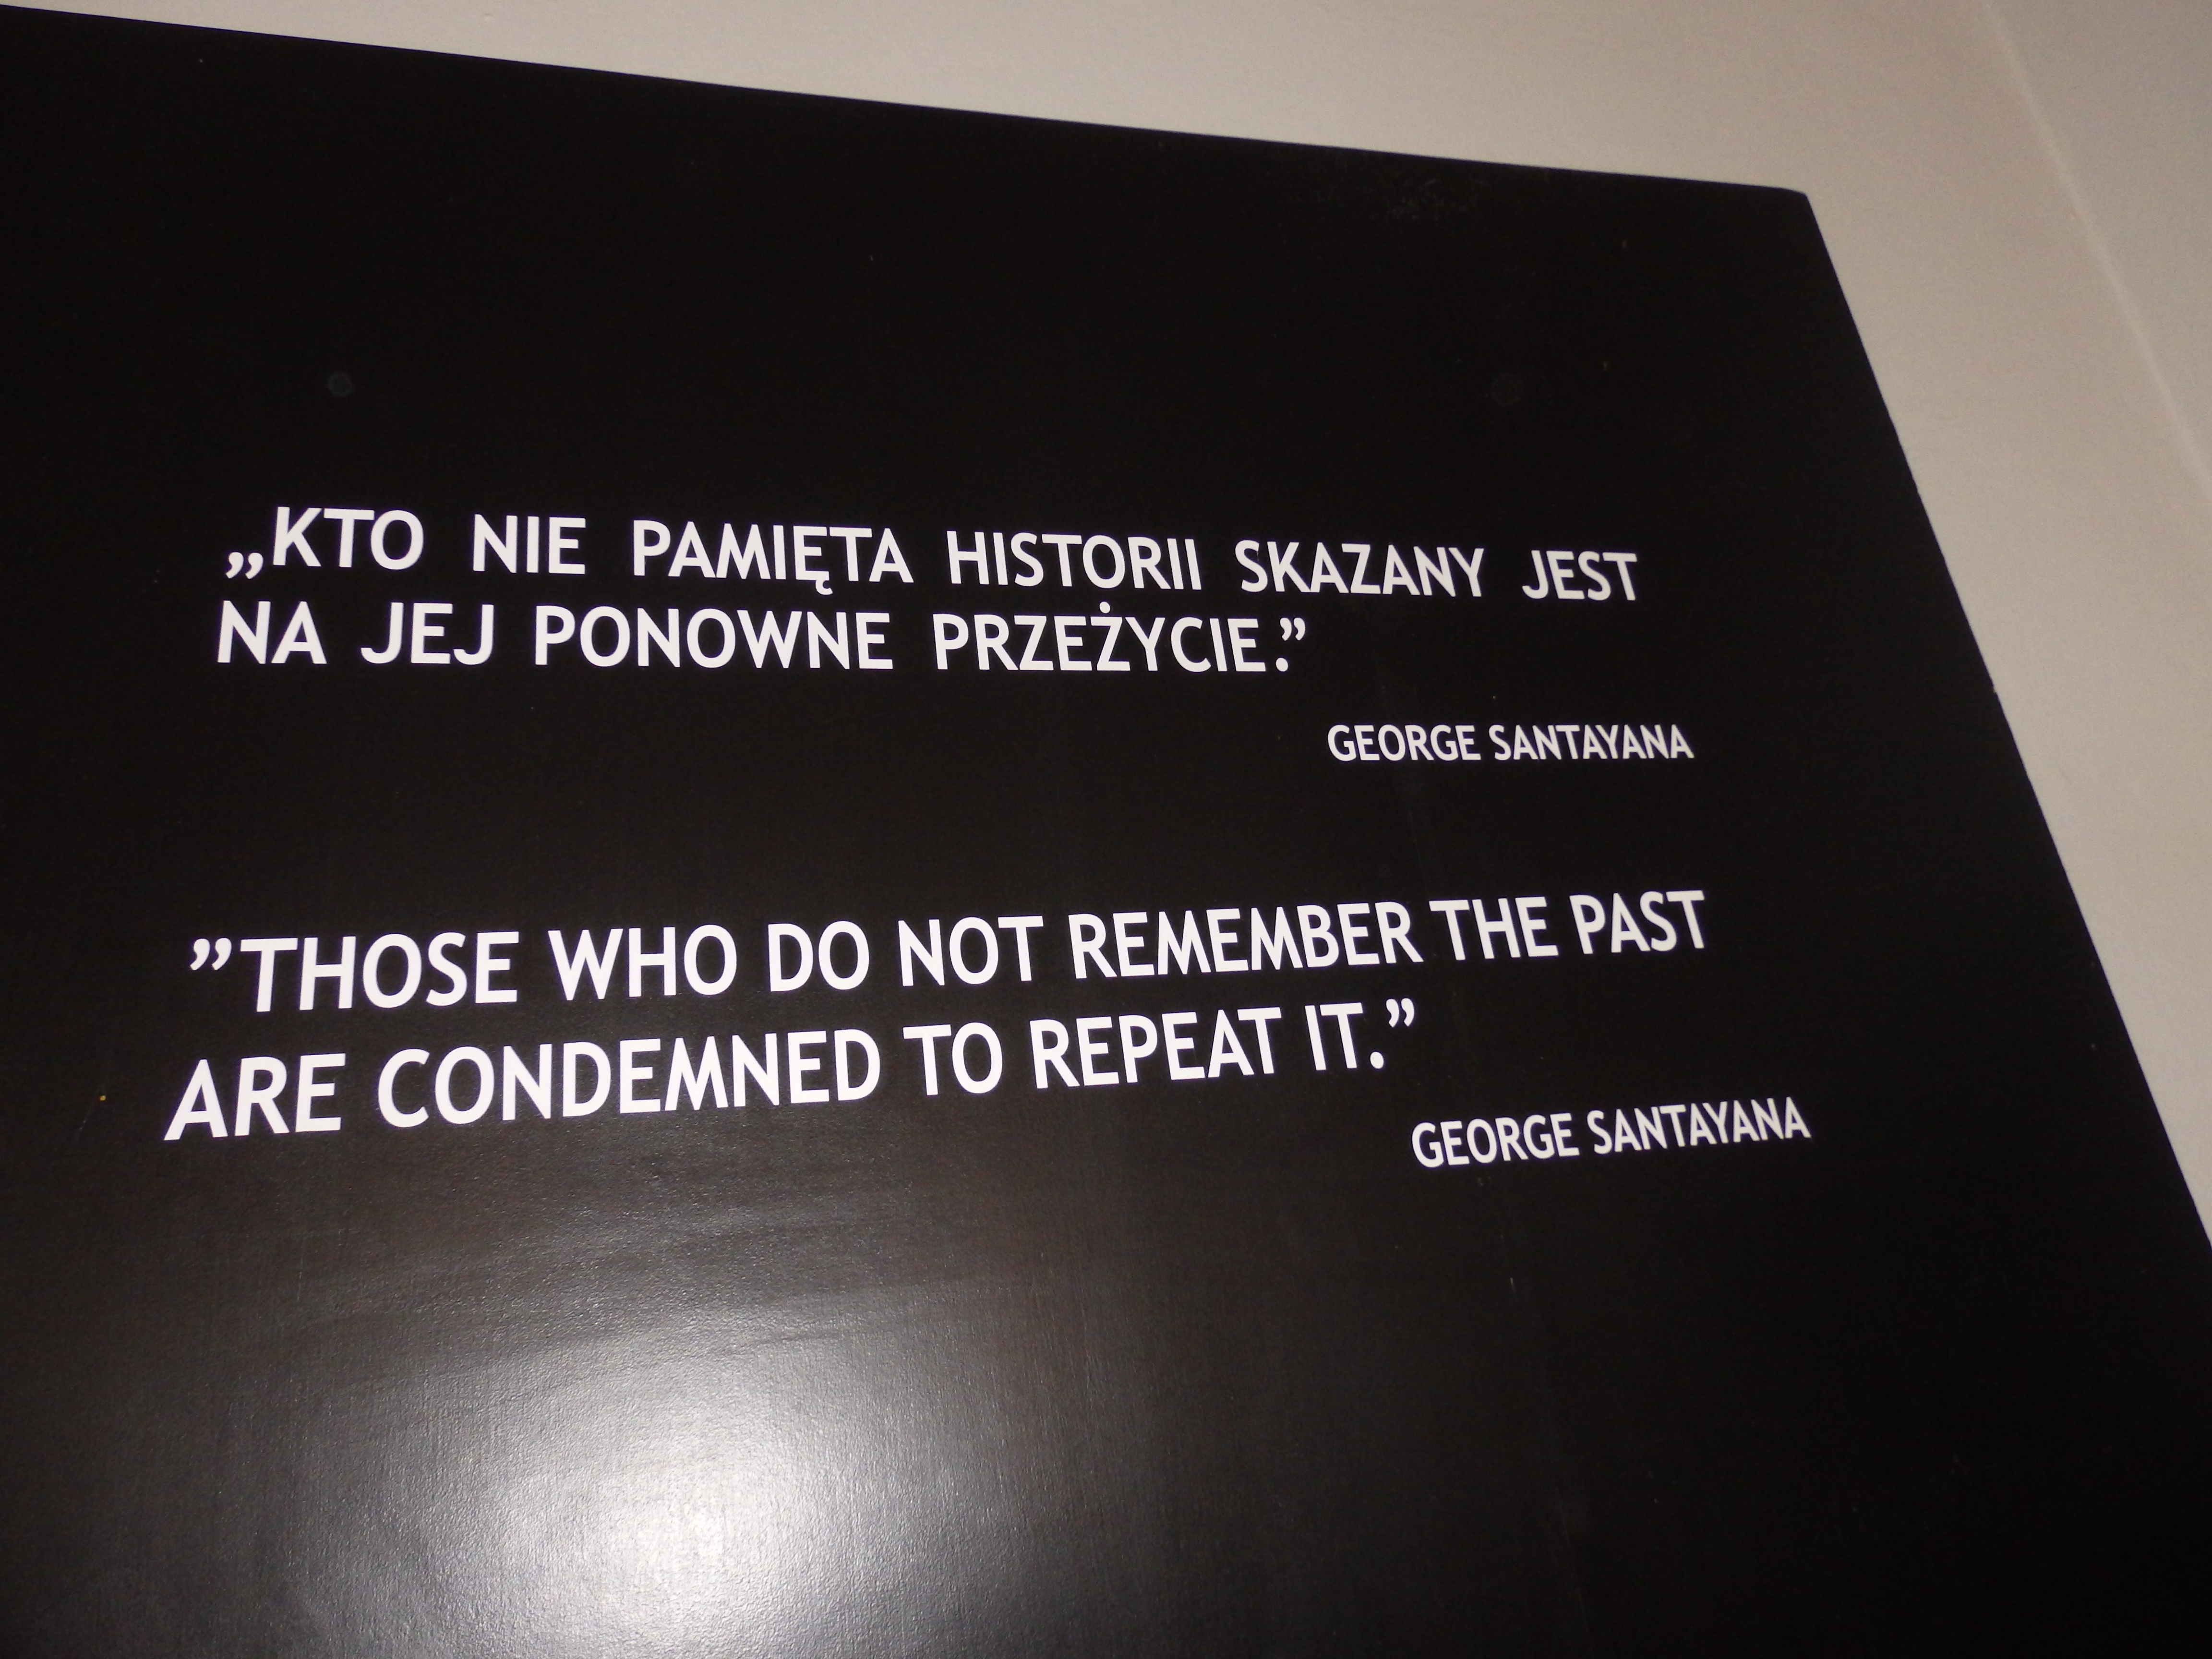 „KTO NIE PAMIĘTA HISTORII SKAZANY JEST
NA JEJ PONOWNE PRZEŻYCIE.”
GEORGE SANTAYANA
”THOSE WHO DO NOT REMEMBER THE PAST
ARE CONDEMNED TO REPEAT IT.”
GEORGE SANTAYANA